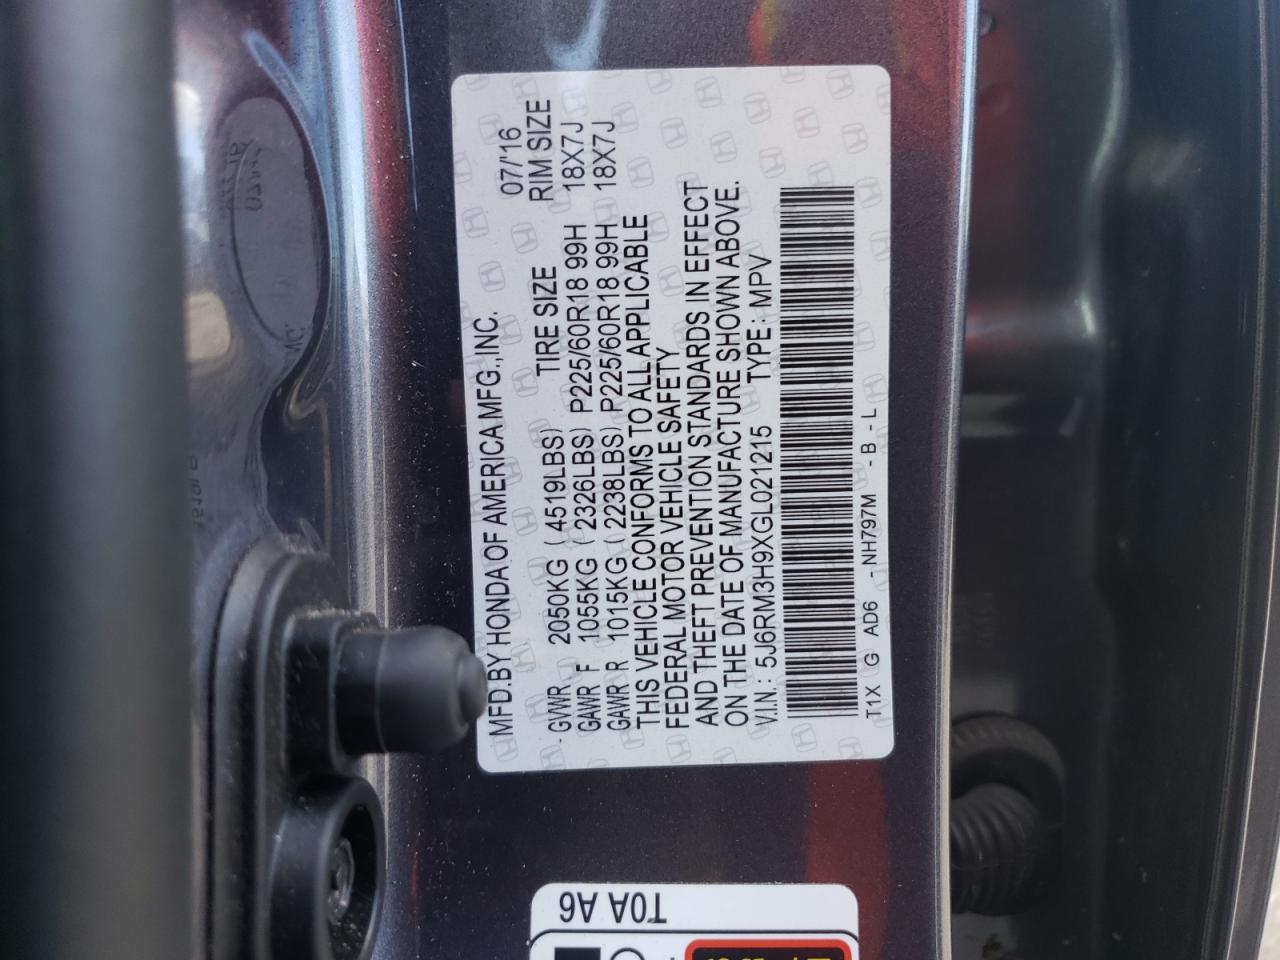 MFD.BY HONDA OF AMERICA MFG.,INC. 07/'16
TIRE SIZE RIM SIZE
GVWR 2050KG ( 4519LBS)
GAWR F 1055KG ( 2326LBS) P225/60R18 99H 18X7J
GAWR R 1015KG ( 2238LBS) P225/60R18 99H 18X7J
THIS VEHICLE CONFORMS TO ALL APPLICABLE
FEDERAL MOTOR VEHICLE SAFETY
AND THEFT PREVENTION STANDARDS IN EFFECT
ON THE DATE OF MANUFACTURE SHOWN ABOVE.
V.I.N.: 5J6RM3H9XGL021215 TYPE: MPV
T1X G AD6 -NH797M -B-L
T0A A6